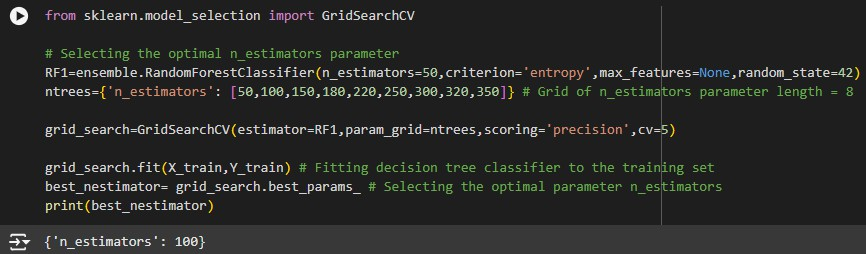 from sklearn.model_selection import GridSearchCV
# Selecting the optimal n_estimators parameter
RF1=ensemble.RandomForestClassifier(n_estimators=50,criterion='entropy',max_features=None,random_state=42)
ntrees={'n_estimators': [50,100,150,180,220,250,300,320,350]} # Grid of n_estimators parameter length = 8
grid_search=GridSearchCV(estimator=RF1,param_grid=ntrees,scoring='precision',cv=5)
grid_search.fit(X_train,Y_train) # Fitting decision tree classifier to the training set
best_nestimator= grid_search.best_params_ # Selecting the optimal parameter n_estimators
print(best_nestimator)
{'n_estimators': 100}